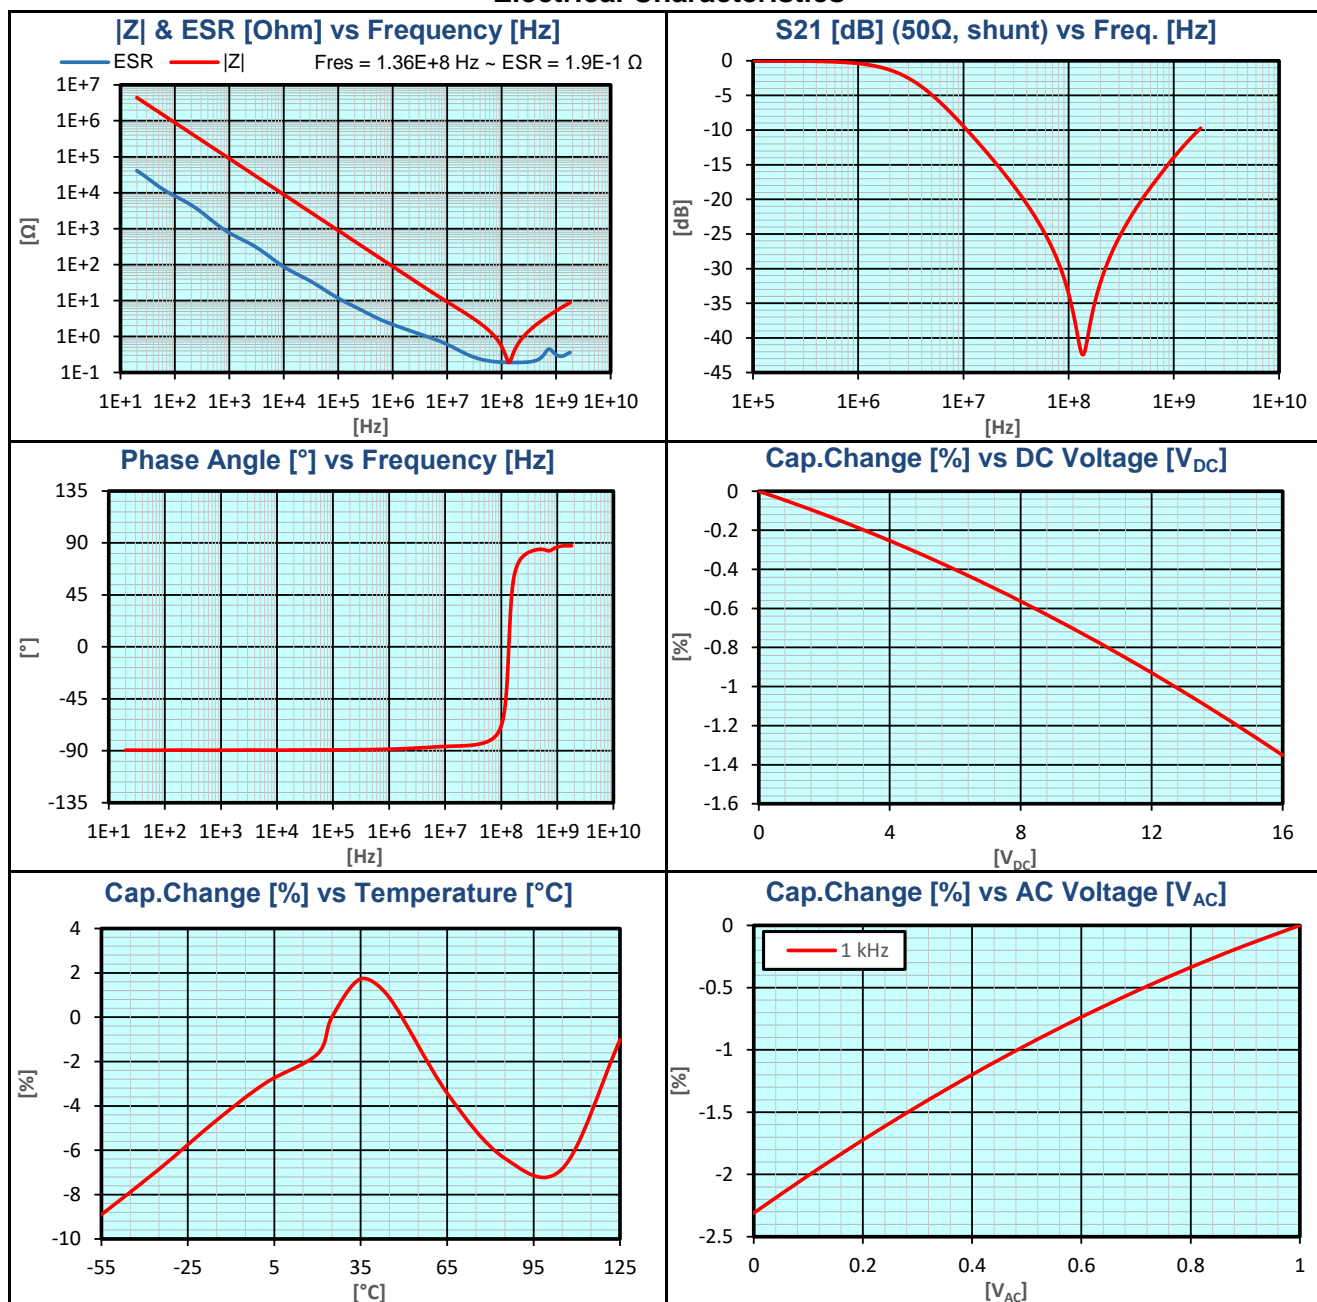 |Z| & ESR [Ohm] vs Frequency [Hz]
ESR |Z| Fres = 1.36E+8 Hz ~ ESR = 1.9E-1 Ω
1E+7
1E+6
1E+5
1E+4
1E+3
1E+2
1E+1
1E+0
1E-1
[Ω]
1E+1 1E+2 1E+3 1E+4 1E+5 1E+6 1E+7 1E+8 1E+9 1E+10
[Hz]
S21 [dB] (50Ω, shunt) vs Freq. [Hz]
0
-5
-10
-15
-20
-25
-30
-35
-40
-45
[dB]
1E+5 1E+6 1E+7 1E+8 1E+9 1E+10
[Hz]
Phase Angle [°] vs Frequency [Hz]
135
90
45
0
-45
-90
-135
[°]
1E+1 1E+2 1E+3 1E+4 1E+5 1E+6 1E+7 1E+8 1E+9 1E+10
[Hz]
Cap.Change [%] vs DC Voltage [VDC]
0
-0.2
-0.4
-0.6
-0.8
-1
-1.2
-1.4
-1.6
[%]
0 4 8 12 16
[VDC]
Cap.Change [%] vs Temperature [°C]
4
2
0
-2
-4
-6
-8
-10
[%]
-55 -25 5 35 65 95 125
[°C]
Cap.Change [%] vs AC Voltage [VAC]
1 kHz
0
-0.5
-1
-1.5
-2
-2.5
[%]
0 0.2 0.4 0.6 0.8 1
[VAC]